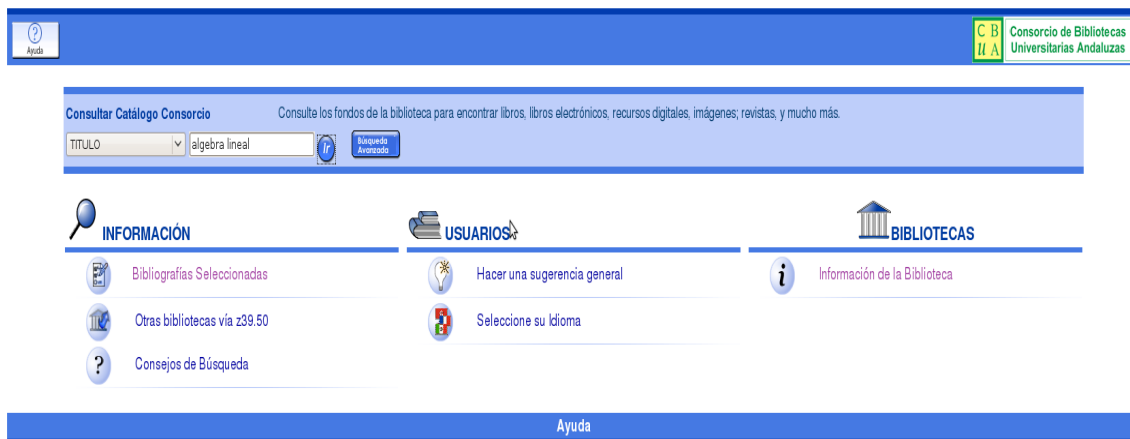 Ayuda
C B
U A
Consorcio de Bibliotecas
Universitarias Andaluzas
Consultar Catálogo Consorcio
Consulte los fondos de la biblioteca para encontrar libros, libros electrónicos, recursos digitales, imágenes; revistas, y mucho más.
TITULO
algebra lineal
Ir
Búsqueda
Avanzada
INFORMACIÓN
Bibliografías Seleccionadas
Otras bibliotecas vía z39.50
Consejos de Búsqueda
USUARIOS
Hacer una sugerencia general
Seleccione su Idioma
BIBLIOTECAS
Información de la Biblioteca
Ayuda